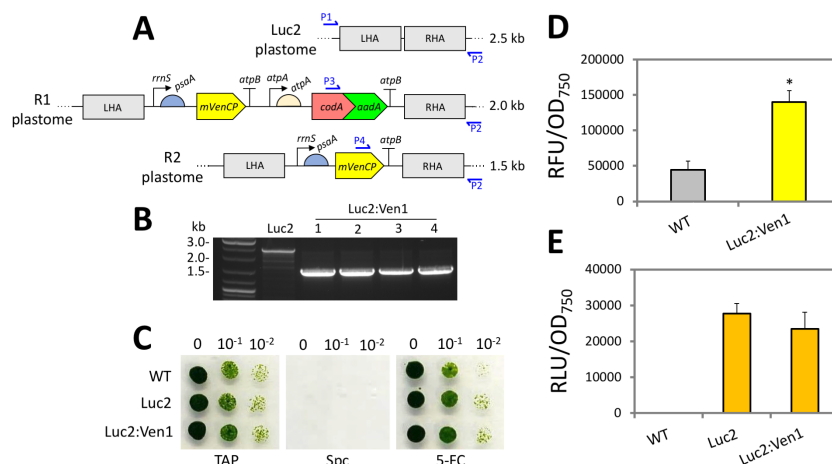 A
Luc2
plastome
P1
LHA
RHA
2.5 kb
P2
R1
plastome
LHA
rrnS
psaA
mVenCP
atpB
atpA
atpA
P3
codA
aadA
atpB
RHA
2.0 kb
P2
R2
plastome
LHA
rrnS
psaA
P4
mVenCP
atpB
RHA
1.5 kb
P2
B
kb
3.0-
2.0-
1.5-
Luc2
Luc2:Ven1
1 2 3 4
C
0 10⁻¹ 10⁻² 0 10⁻¹ 10⁻² 0 10⁻¹ 10⁻²
WT
Luc2
Luc2:Ven1
TAP Spc 5-FC
D
RFU/OD₇₅₀
200000
150000
100000
50000
0
*
WT Luc2:Ven1
E
RLU/OD₇₅₀
40000
30000
20000
10000
0
WT Luc2 Luc2:Ven1